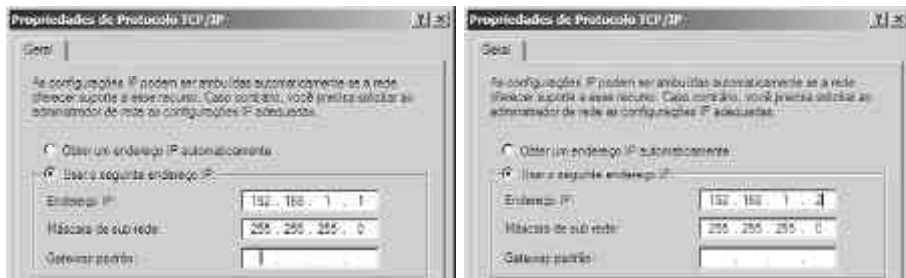 Propriedades de Protocolo TCP/IP
Geral
As configurações IP podem ser atribuídas automaticamente se a rede
oferecer suporte a esse recurso. Caso contrário, você precisa solicitar ao
administrador de rede as configurações IP adequadas.
Obter um endereço IP automaticamente
Usar o seguinte endereço IP:
Endereço IP: 192 . 168 . 1 . 1
Máscara de sub-rede: 255 . 255 . 255 . 0
Gateway padrão:
Propriedades de Protocolo TCP/IP
Geral
As configurações IP podem ser atribuídas automaticamente se a rede
oferecer suporte a esse recurso. Caso contrário, você precisa solicitar ao
administrador de rede as configurações IP adequadas.
Obter um endereço IP automaticamente
Usar o seguinte endereço IP:
Endereço IP: 192 . 168 . 1 . 2
Máscara de sub-rede: 255 . 255 . 255 . 0
Gateway padrão: